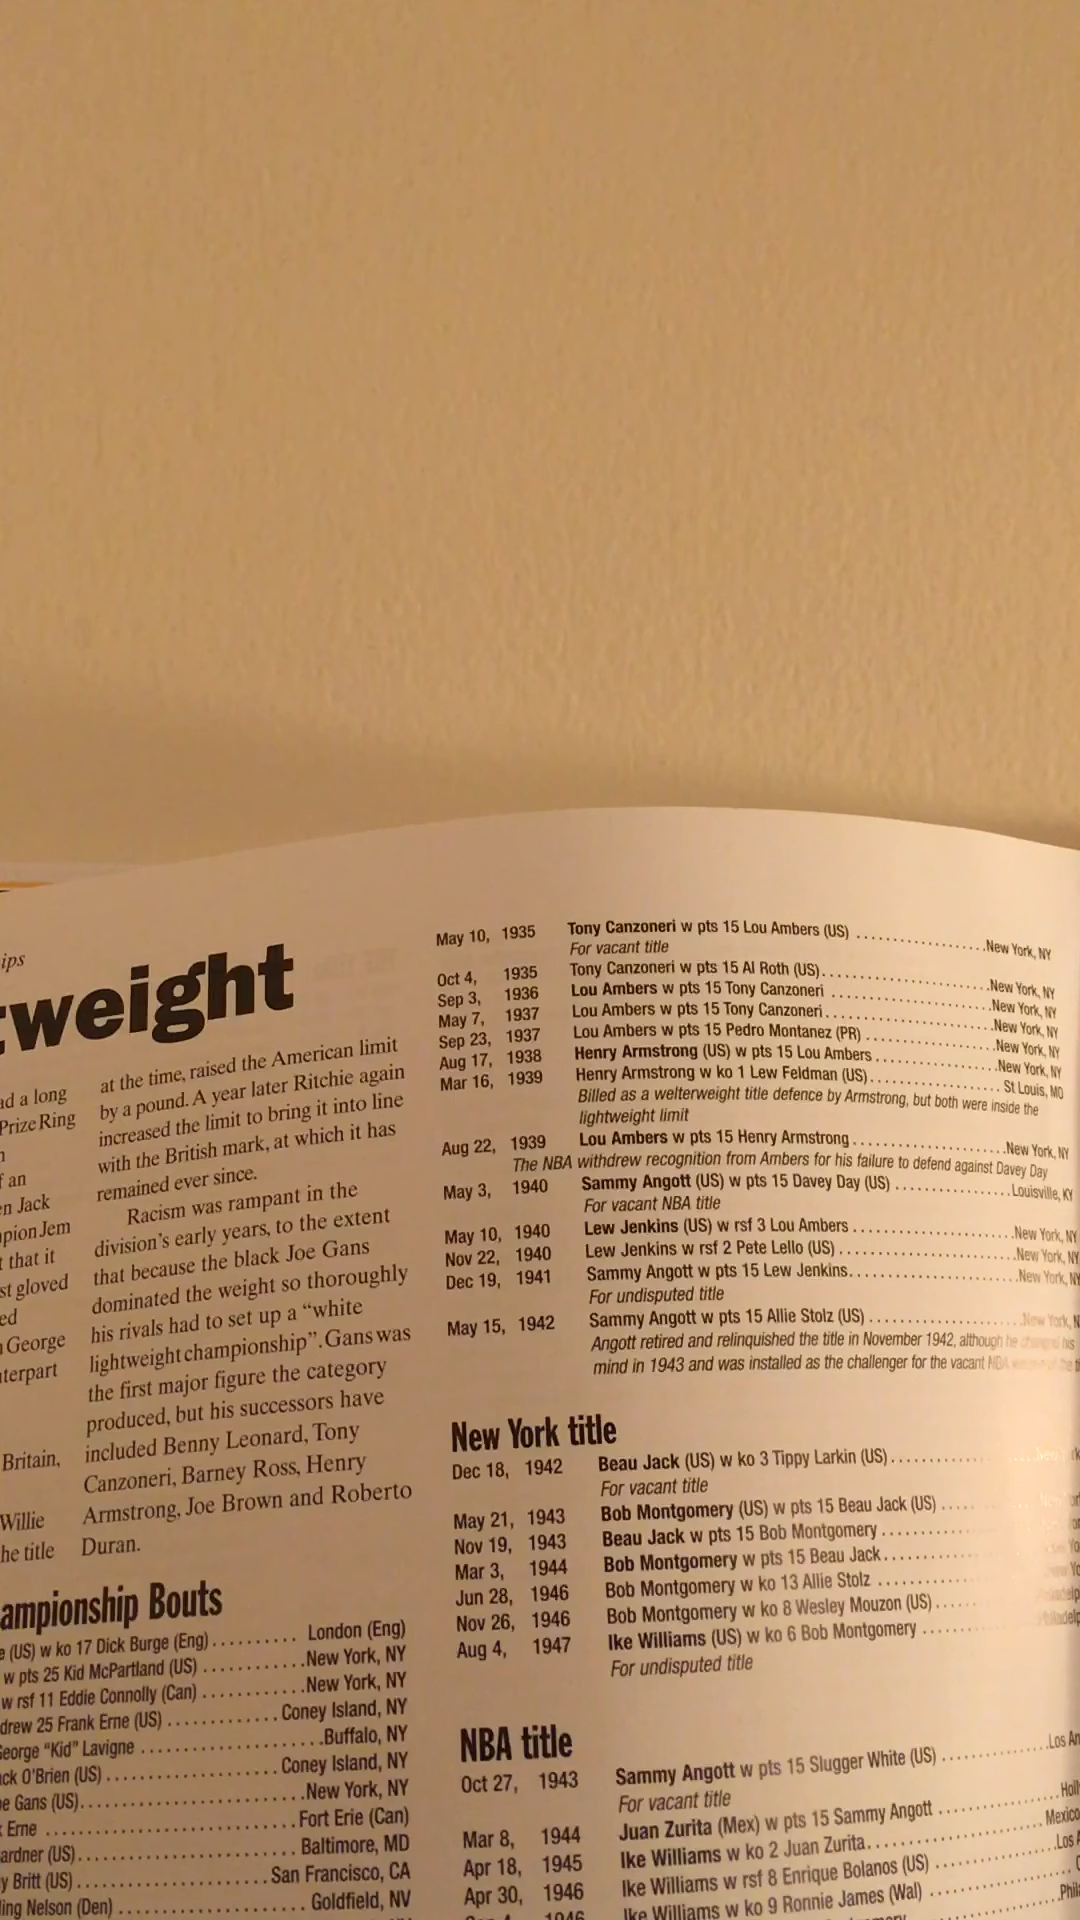 ips
tweight
ad a long
Prize Ring
f an
en Jack
pion Jem
t that it
st gloved
ed
George
terpart
Britain,
Willie
he title
at the time, raised the American limit
by a pound. A year later Ritchie again
increased the limit to bring it into line
with the British mark, at which it has
remained ever since.
Racism was rampant in the
division's early years, to the extent
that because the black Joe Gans
dominated the weight so thoroughly
his rivals had to set up a “white
lightweight championship”. Gans was
the first major figure the category
produced, but his successors have
included Benny Leonard, Tony
Canzoneri, Barney Ross, Henry
Armstrong, Joe Brown and Roberto
Duran.
ampionship Bouts
e (US) w ko 17 Dick Burge (Eng).......... London (Eng)
w pts 25 Kid McPartland (US) ............New York, NY
w rsf 11 Eddie Connolly (Can) ............New York, NY
drew 25 Frank Erne (US) .............Coney Island, NY
George “Kid” Lavigne .....................Buffalo, NY
ck O'Brien (US)....................Coney Island, NY
e Gans (US)..........................New York, NY
Erne ..............................Fort Erie (Can)
ardner (US)..........................Baltimore, MD
y Britt (US) ......................San Francisco, CA
ling Nelson (Den) ......................Goldfield, NV
May 10, 1935 Tony Canzoneri w pts 15 Lou Ambers (US) ..................New York, NY
For vacant title
Oct 4, 1935 Tony Canzoneri w pts 15 Al Roth (US)......................New York, NY
Sep 3, 1936 Lou Ambers w pts 15 Tony Canzoneri ......................New York, NY
May 7, 1937 Lou Ambers w pts 15 Tony Canzoneri......................New York, NY
Sep 23, 1937 Lou Ambers w pts 15 Pedro Montanez (PR)..................New York, NY
Aug 17, 1938 Henry Armstrong (US) w pts 15 Lou Ambers..................New York, NY
Mar 16, 1939 Henry Armstrong w ko 1 Lew Feldman (US).................. St Louis, MO
Billed as a welterweight title defence by Armstrong, but both were inside the
lightweight limit
Aug 22, 1939 Lou Ambers w pts 15 Henry Armstrong......................New York, NY
The NBA withdrew recognition from Ambers for his failure to defend against Davey Day
May 3, 1940 Sammy Angott (US) w pts 15 Davey Day (US) ................Louisville, KY
For vacant NBA title
May 10, 1940 Lew Jenkins (US) w rsf 3 Lou Ambers ......................New York, NY
Nov 22, 1940 Lew Jenkins w rsf 2 Pete Lello (US)........................New York, NY
Dec 19, 1941 Sammy Angott w pts 15 Lew Jenkins........................New York, NY
For undisputed title
May 15, 1942 Sammy Angott w pts 15 Allie Stolz (US) ....................New York, N
Angott retired and relinquished the title in November 1942, although he changed his
mind in 1943 and was installed as the challenger for the vacant NBA
New York title
Dec 18, 1942 Beau Jack (US) w ko 3 Tippy Larkin (US)..................
For vacant title
May 21, 1943 Bob Montgomery (US) w pts 15 Beau Jack (US) .....
Nov 19, 1943 Beau Jack w pts 15 Bob Montgomery ............
Mar 3, 1944 Bob Montgomery w pts 15 Beau Jack............
Jun 28, 1946 Bob Montgomery w ko 13 Allie Stolz ............
Nov 26, 1946 Bob Montgomery w ko 8 Wesley Mouzon (US)............
Aug 4, 1947 Ike Williams (US) w ko 6 Bob Montgomery ............
For undisputed title
NBA title
Oct 27, 1943 Sammy Angott w pts 15 Slugger White (US) ................Los An
For vacant title
Mar 8, 1944 Juan Zurita (Mex) w pts 15 Sammy Angott ................Holl
Apr 18, 1945 Ike Williams w ko 2 Juan Zurita......................Mexico
Apr 30, 1946 Ike Williams w rsf 8 Enrique Bolanos (US) ................Los A
1946 Ike Williams w ko 9 Ronnie James (Wal) ................
Phil